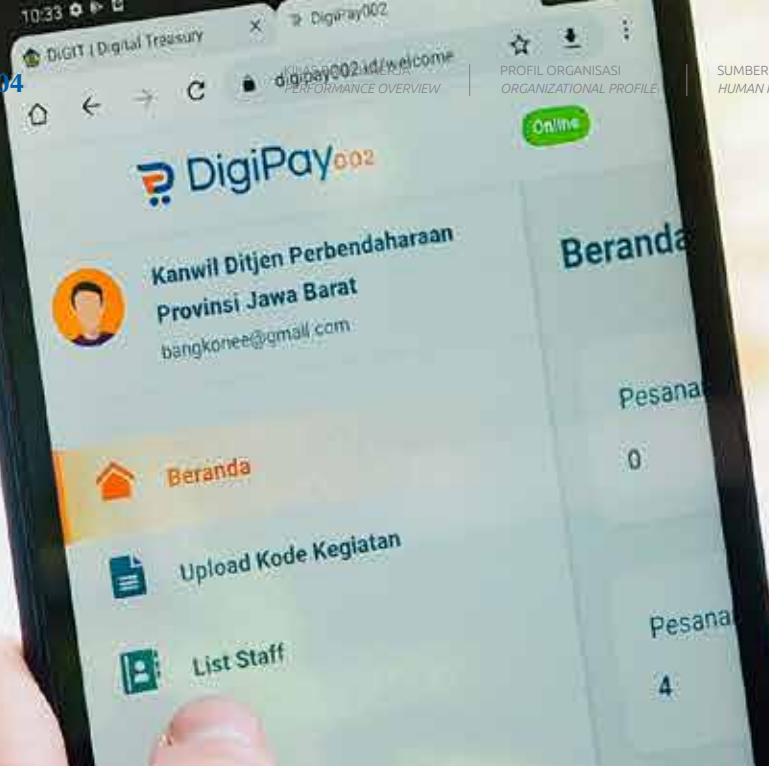 10:33
DIGIT | Digital Treasury
DigiPay002
digipay002.id/welcome
04
PERFORMANCE OVERVIEW
PROFIL ORGANISASI
ORGANIZATIONAL PROFILE
SUMBER
HUMAN
DigiPay002
Online
Kanwil Ditjen Perbendaharaan
Provinsi Jawa Barat
bangkonee@gmail.com
Beranda
Beranda
Upload Kode Kegiatan
List Staff
Pesana
0
Pesana
4